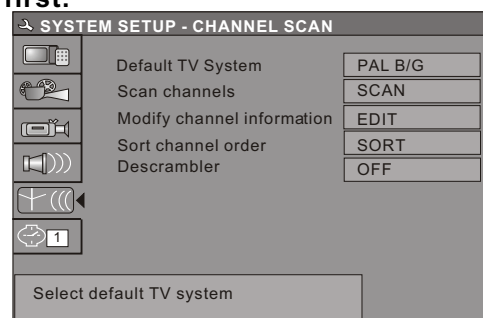 first.
SYSTEM SETUP - CHANNEL SCAN
Default TV System PAL B/G
Scan channels SCAN
Modify channel information EDIT
Sort channel order SORT
Descrambler OFF
1
Select default TV system